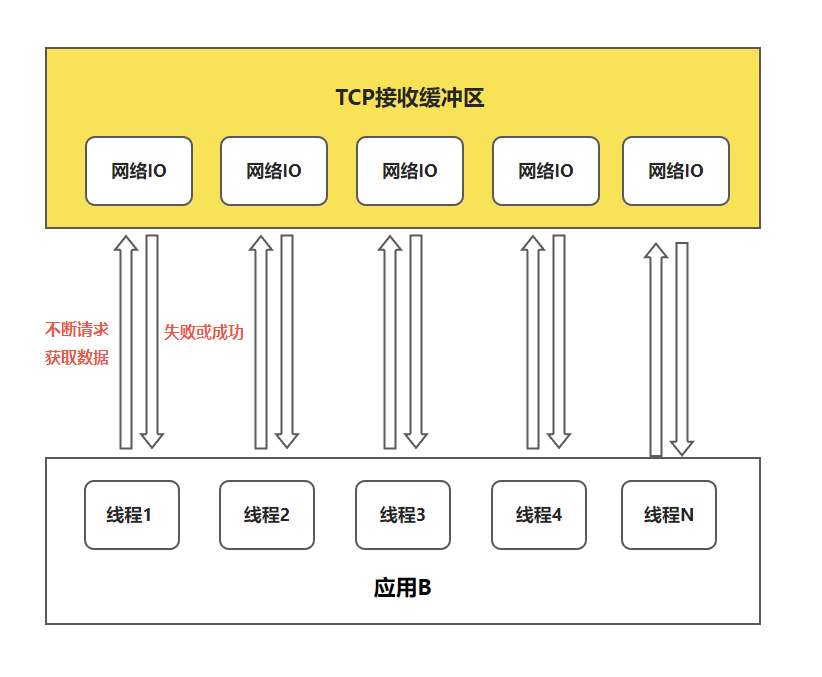 TCP接收缓冲区
网络IO
网络IO
网络IO
网络IO
网络IO
不断请求
获取数据
失败或成功
线程1
线程2
线程3
线程4
线程N
应用B